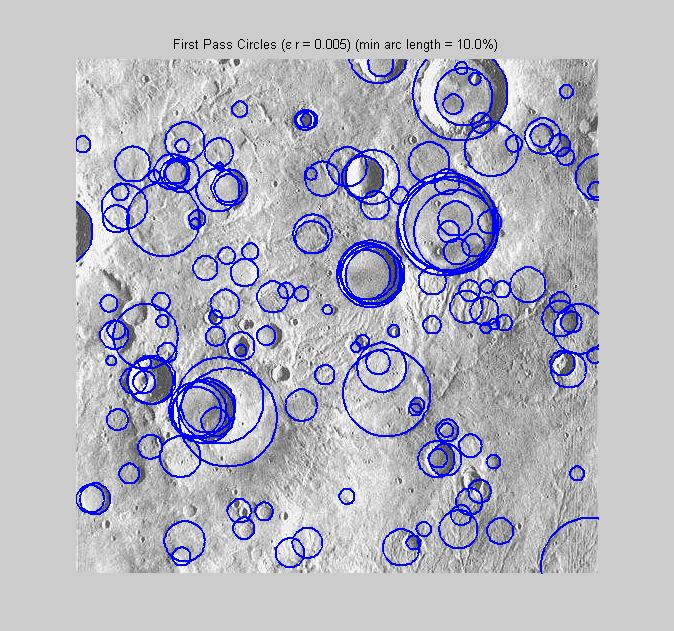 First Pass Circles (ε r = 0.005) (min arc length = 10.0%)